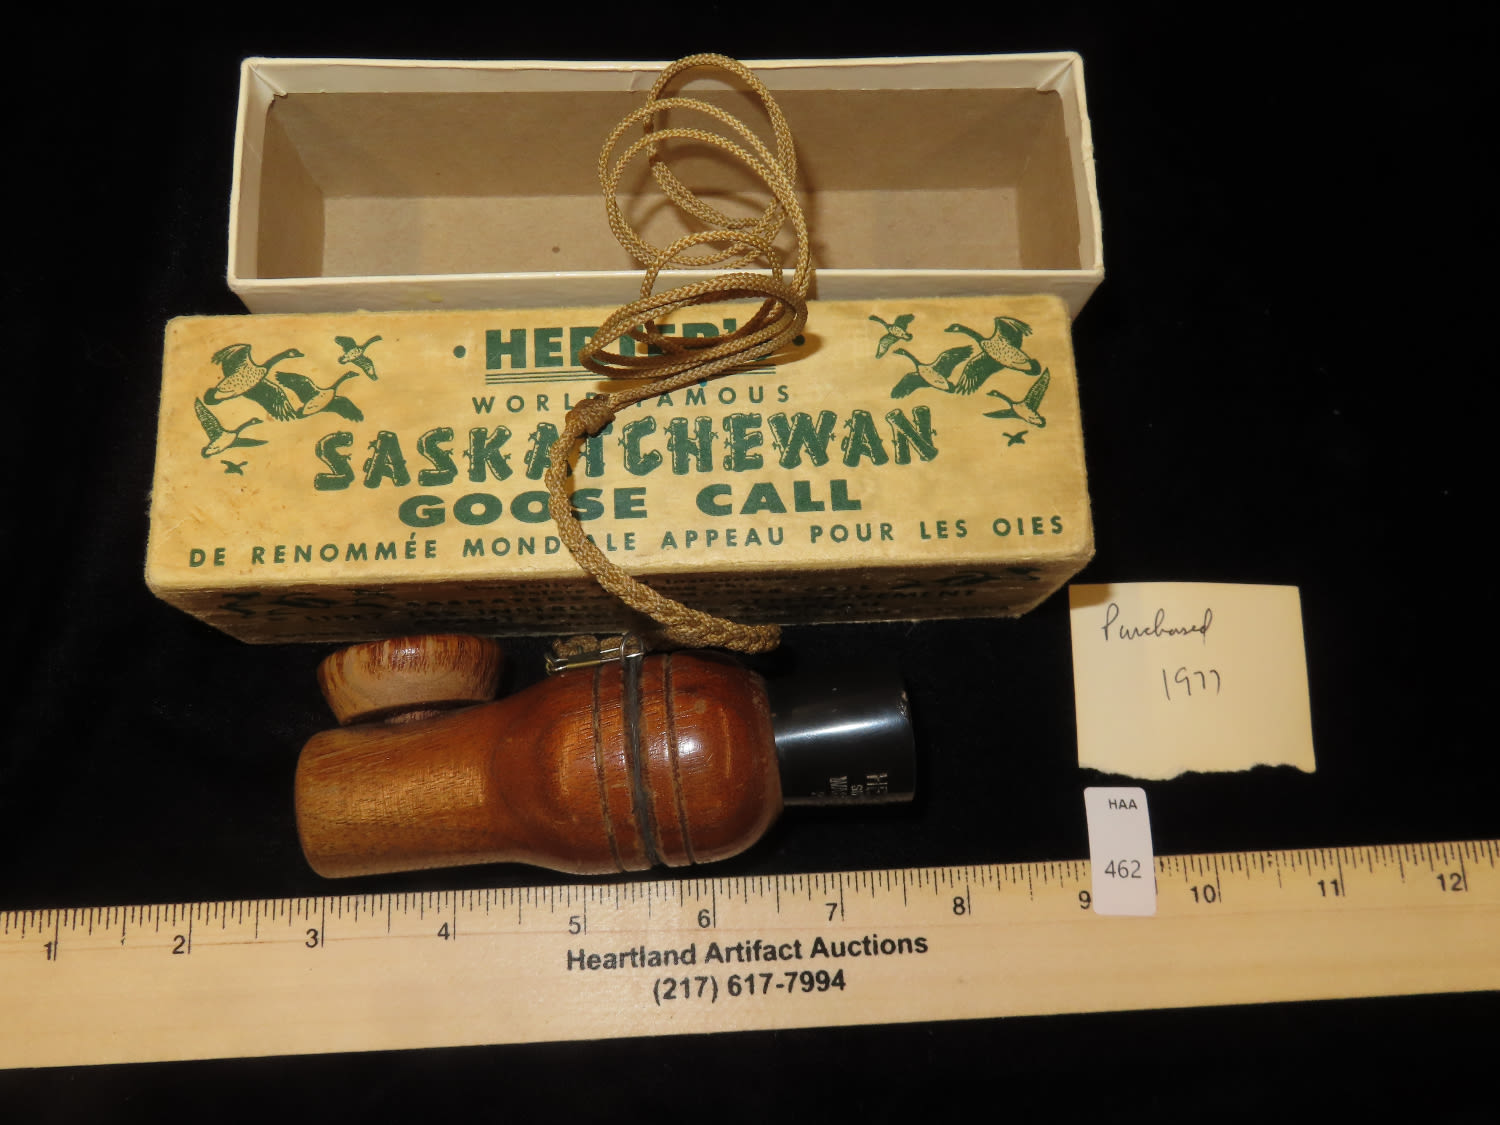 HERTER'S
WORLD FAMOUS
SASKATCHEWAN
GOOSE CALL
DE RENOMMÉE MONDIALE APPEAU POUR LES OIES
Purchased
1977
HAA
462
1 2 3 4 5 6 7 8 9 10 11 12
Heartland Artifact Auctions
(217) 617-7994